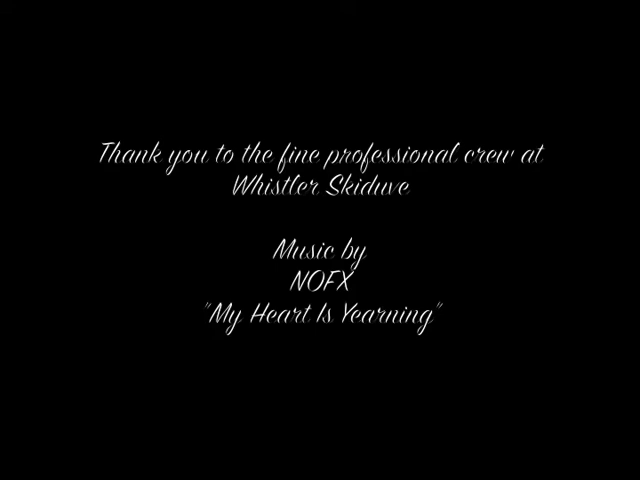 Thank you to the fine professional crew at
Whistler Skiduve
Music by
NOFX
"My Heart Is Yearning"